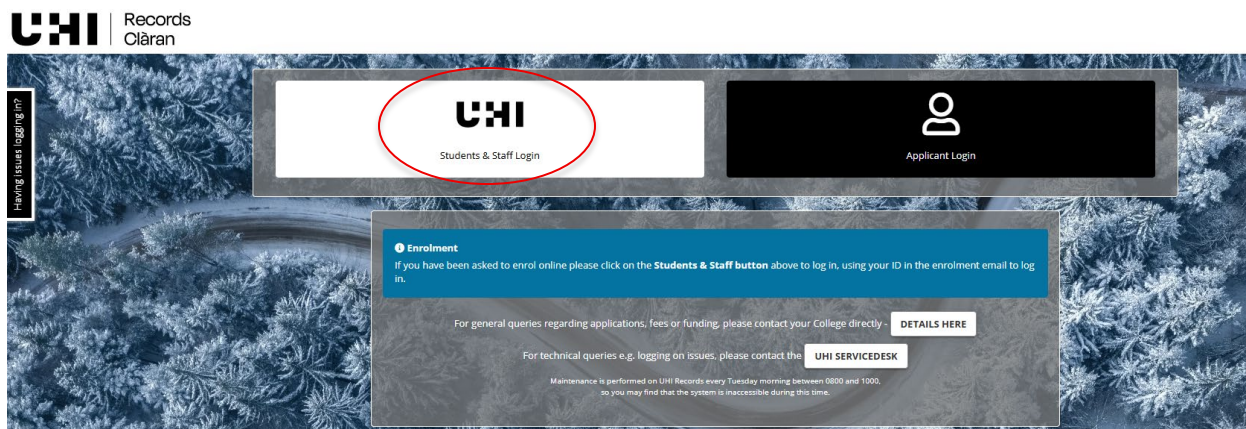 UHI
Records
Clàran
Having issues logging in?
UHI
Students & Staff Login
Applicant Login
Enrolment
If you have been asked to enrol online please click on the Students & Staff button above to log in, using your ID in the enrolment email to log
in.
For general queries regarding applications, fees or funding, please contact your College directly - DETAILS HERE
For technical queries e.g. logging on issues, please contact the UHI SERVICEDESK
Maintenance is performed on UHI Records every Tuesday morning between 0800 and 1000,
so you may find that the system is inaccessible during this time.